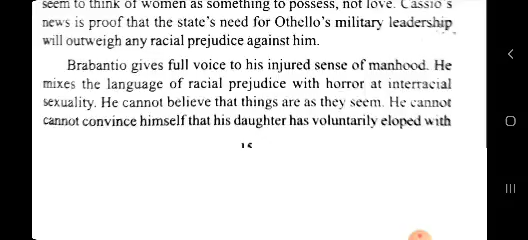 seem to think of women as something to possess, not love. Cassio's
news is proof that the state's need for Othello's military leadership
will outweigh any racial prejudice against him.
Brabantio gives full voice to his injured sense of manhood. He
mixes the language of racial prejudice with horror at interracial
sexuality. He cannot believe that things are as they seem. He cannot
cannot convince himself that his daughter has voluntarily eloped with
15